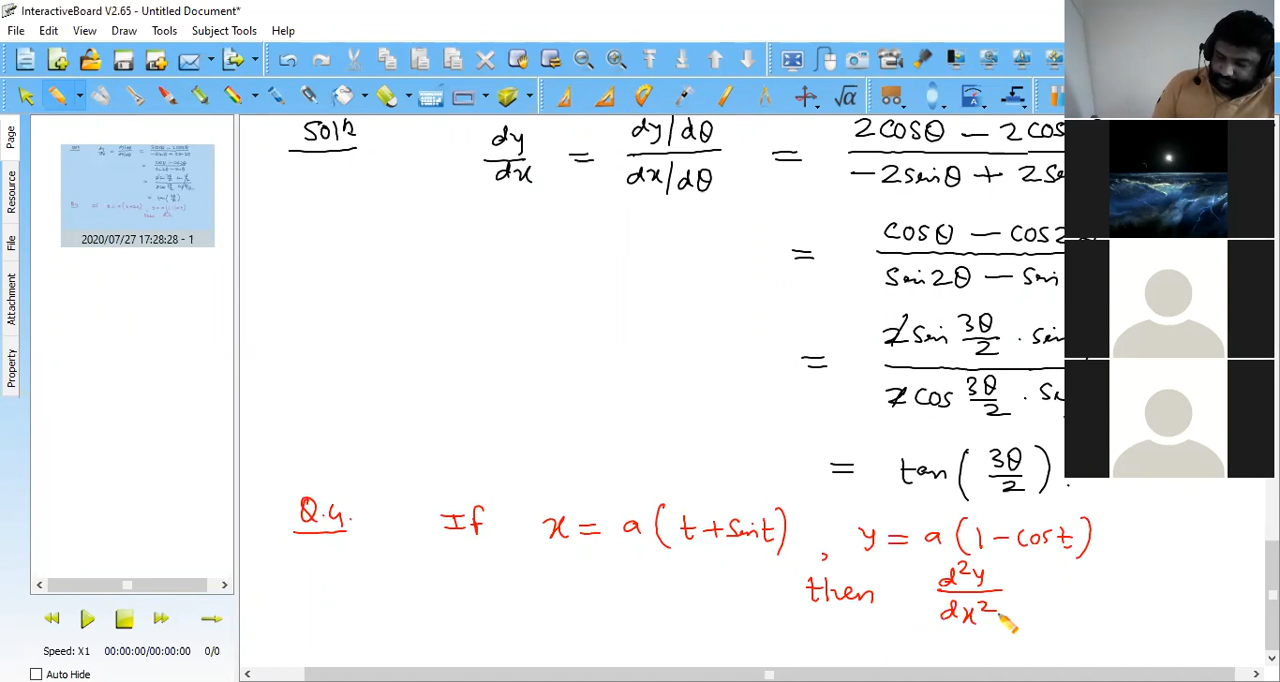 InteractiveBoard V2.65 - Untitled Document*
File Edit View Draw Tools Subject Tools Help
Page
Resource
File
Attachment
Property
2020/07/27 17:28:28 - 1
Speed: X1 00:00:00/00:00:00 0/0
Auto Hide
Soln dy/dx = (dy/dθ)/(dx/dθ) = (2cosθ - 2cos)/(-2sinθ + 2s)
= (cosθ - cos2)/(sin2θ - sin)
= (2sin 3θ/2 . sin)/(2cos 3θ/2 . s)
= tan(3θ/2).
Q.4. If x = a(t+sint), y = a(1-cost)
then d²y/dx²